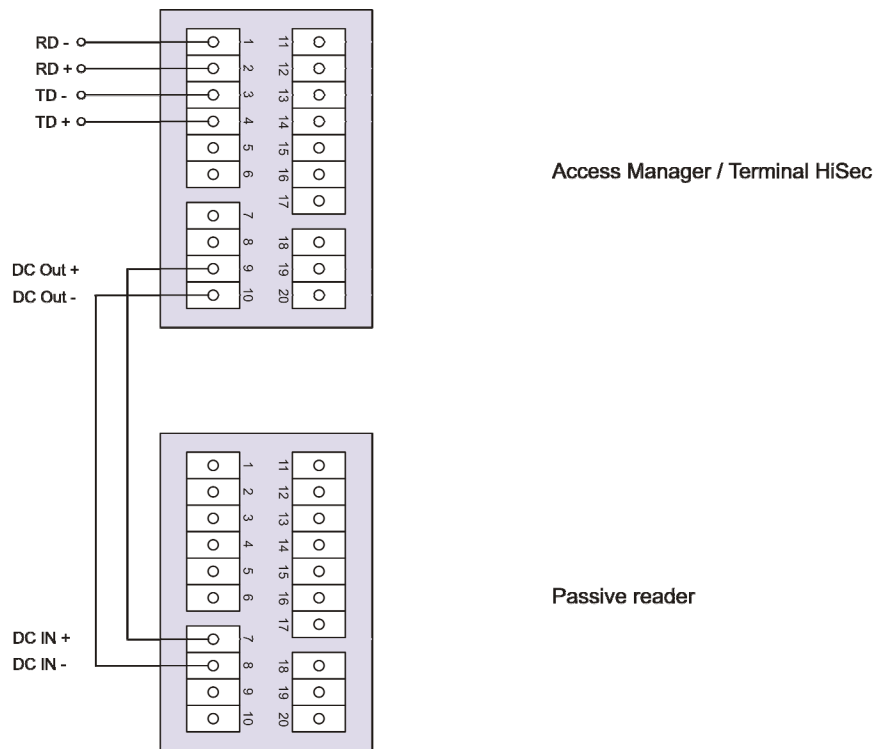 RD - 1 11
RD + 2 12
TD - 3 13
TD + 4 14
5 15
6 16
Access Manager / Terminal HiSec
17
7
8 18
DC Out + 9 19
DC Out - 10 20
1 11
2 12
3 13
4 14
5 15
6 16
Passive reader
17
DC IN + 7
DC IN - 8 18
9 19
10 20